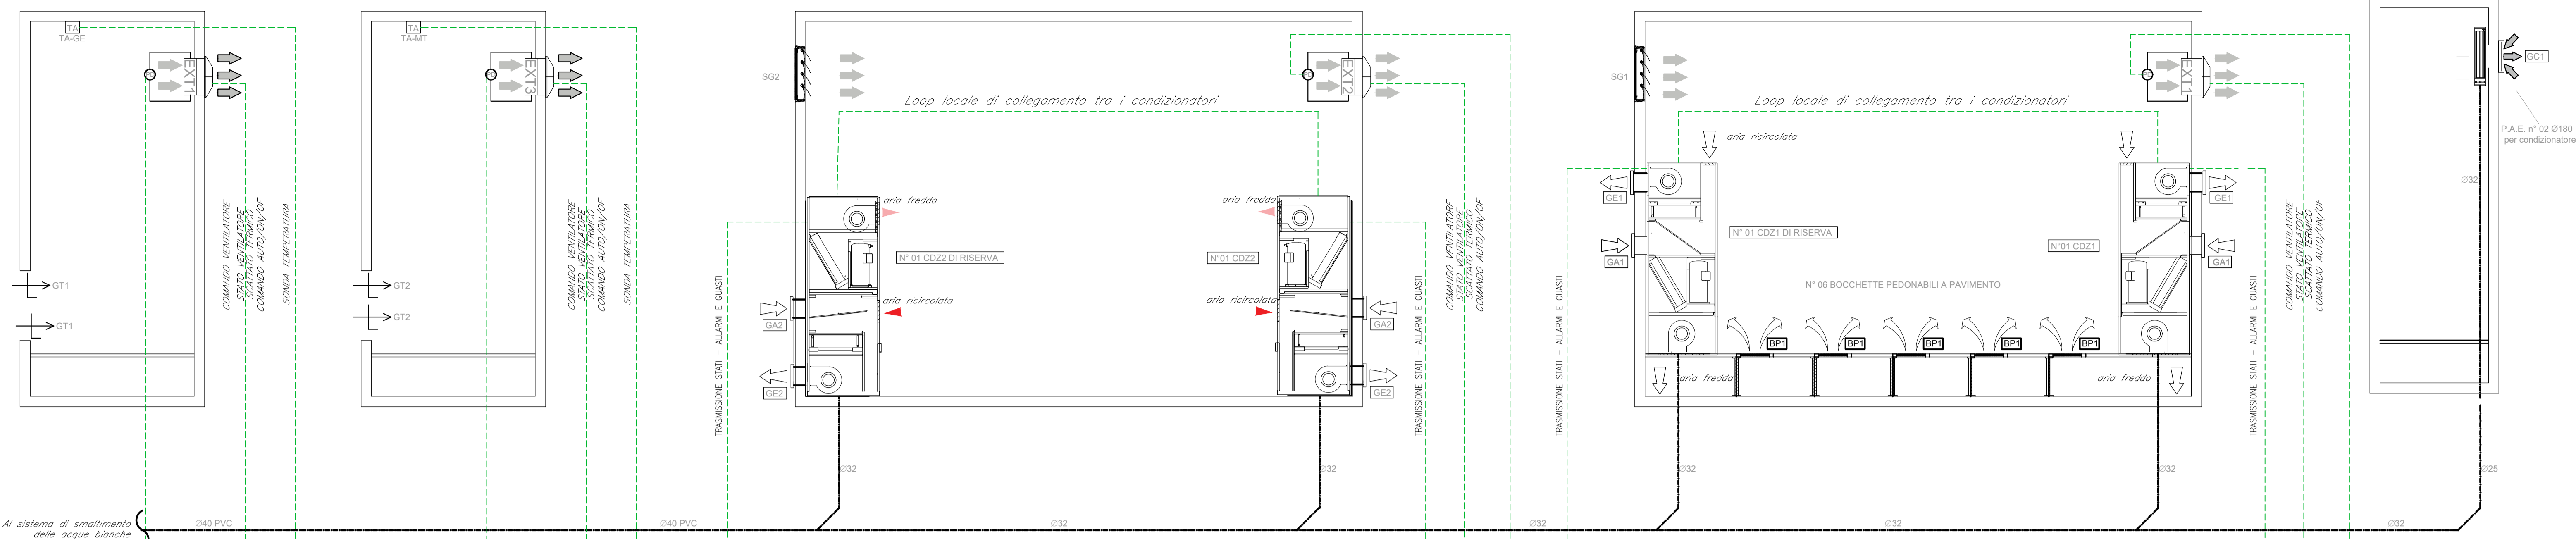 TA
TA-GE
EXT1
COMANDO VENTILATORE
STATO VENTILATORE
SCATTATO TERMICO
COMANDO AUTO/ON/OF
SONDA TEMPERATURA
GT1
GT1
TA
TA-MT
EXT3
COMANDO VENTILATORE
STATO VENTILATORE
SCATTATO TERMICO
COMANDO AUTO/ON/OF
SONDA TEMPERATURA
GT2
GT2
SG2
EXT2
Loop locale di collegamento tra i condizionatori
aria fredda
aria fredda
N° 01 CDZ2 DI RISERVA
N°01 CDZ2
aria ricircolata
aria ricircolata
GA2
GA2
GE2
GE2
TRASMISSIONE STATI - ALLARMI E GUASTI
TRASMISSIONE STATI - ALLARMI E GUASTI
COMANDO VENTILATORE
STATO VENTILATORE
SCATTATO TERMICO
COMANDO AUTO/ON/OF
SG1
EXT1
Loop locale di collegamento tra i condizionatori
aria ricircolata
GE1
GE1
N° 01 CDZ1 DI RISERVA
N°01 CDZ1
GA1
GA1
N° 06 BOCCHETTE PEDONABILI A PAVIMENTO
BP1
BP1
BP1
BP1
BP1
aria fredda
aria fredda
TRASMISSIONE STATI - ALLARMI E GUASTI
TRASMISSIONE STATI - ALLARMI E GUASTI
COMANDO VENTILATORE
STATO VENTILATORE
SCATTATO TERMICO
COMANDO AUTO/ON/OF
GC1
P.A.E. n° 02 Ø180
per condizionatore
Ø32
Ø32
Ø32
Ø32
Ø32
Ø25
Al sistema di smaltimento
delle acque bianche
Ø40 PVC
Ø40 PVC
Ø32
Ø32
Ø32
Ø32